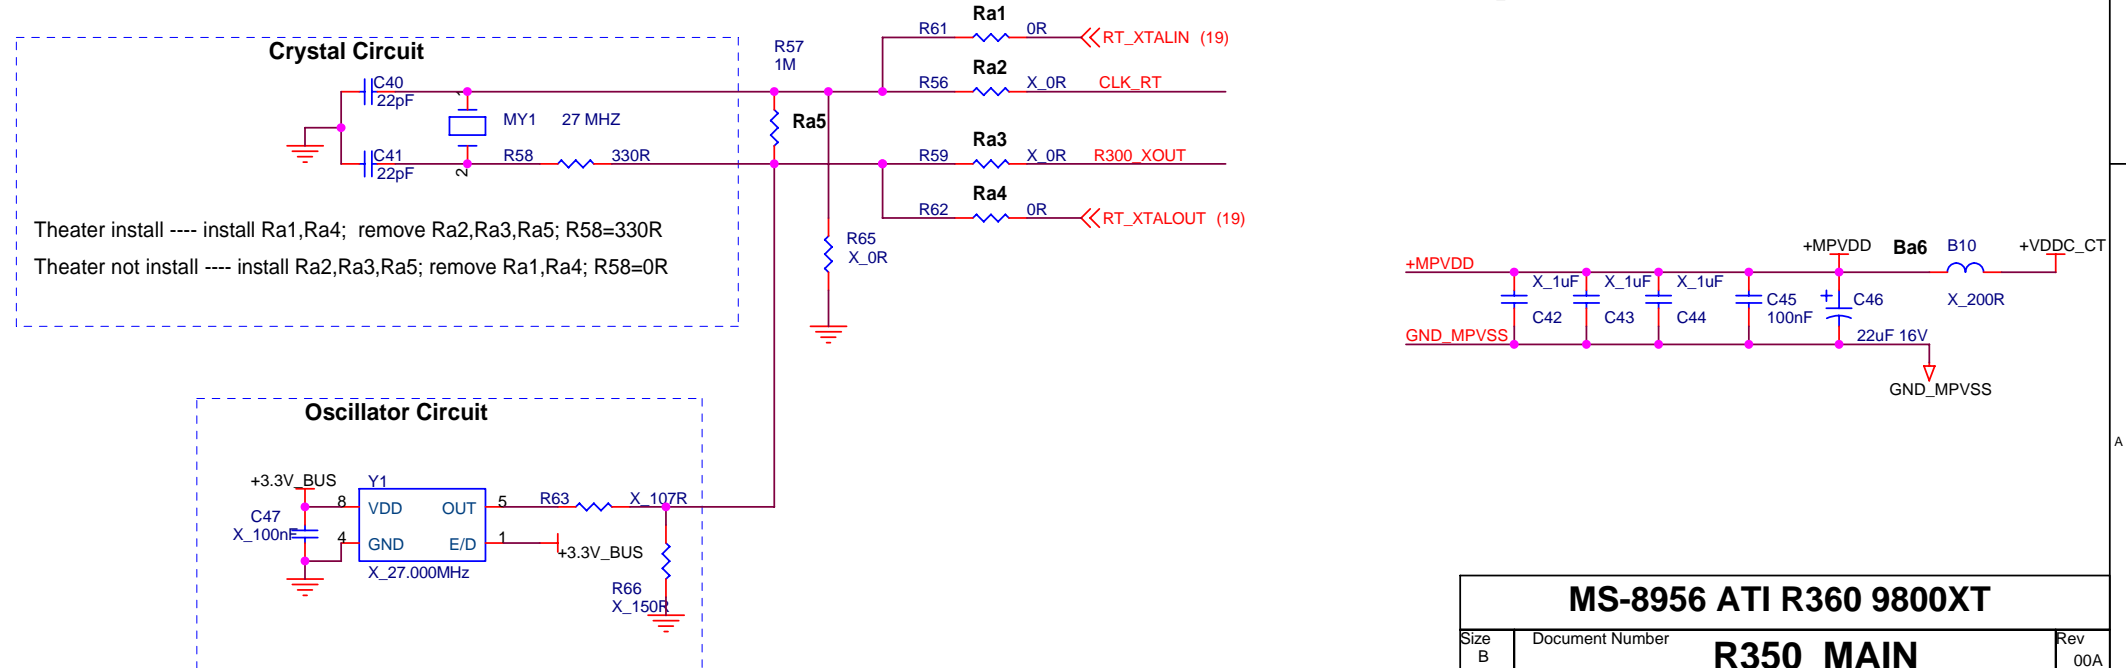 Crystal Circuit
C40
22pF
1
MY1 27 MHZ
C41
22pF
2
R58 330R
R57
1M
Ra5
R61 Ra1 0R RT_XTALIN (19)
R56 Ra2 X_0R CLK_RT
R59 Ra3 X_0R R300_XOUT
R62 Ra4 0R RT_XTALOUT (19)
R65
X_0R
Theater install ---- install Ra1,Ra4; remove Ra2,Ra3,Ra5; R58=330R
Theater not install ---- install Ra2,Ra3,Ra5; remove Ra1,Ra4; R58=0R
+MPVDD Ba6 B10 +VDDC_CT
+MPVDD
X_1uF X_1uF X_1uF
C45 C46 X_200R
+
C42 C43 C44 100nF
GND_MPVSS 22uF 16V
GND_MPVSS
A
Oscillator Circuit
+3.3V_BUS
Y1
8 VDD OUT 5 R63 X_107R
C47
X_100nF
4 GND E/D 1
+3.3V_BUS
X_27.000MHz
R66
X_150R
MS-8956 ATI R360 9800XT
Size Document Number Rev
B R350_MAIN 00A